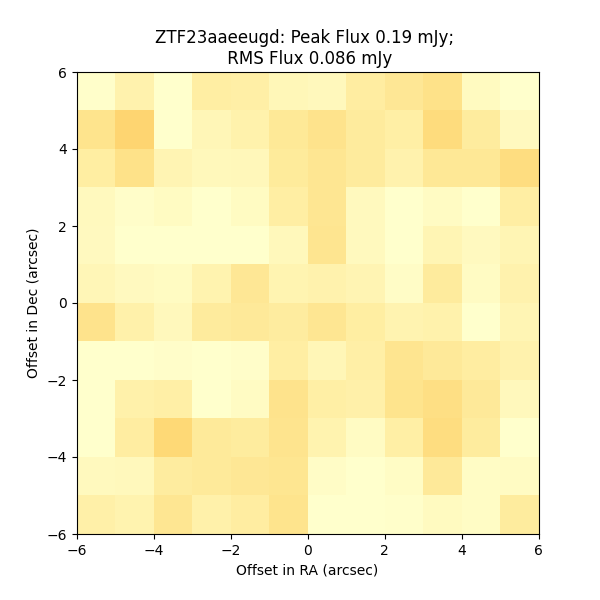 ZTF23aaeeugd: Peak Flux 0.19 mJy;
RMS Flux 0.086 mJy
6
4
2
0
−2
−4
−6
Offset in Dec (arcsec)
−6 −4 −2 0 2 4 6
Offset in RA (arcsec)